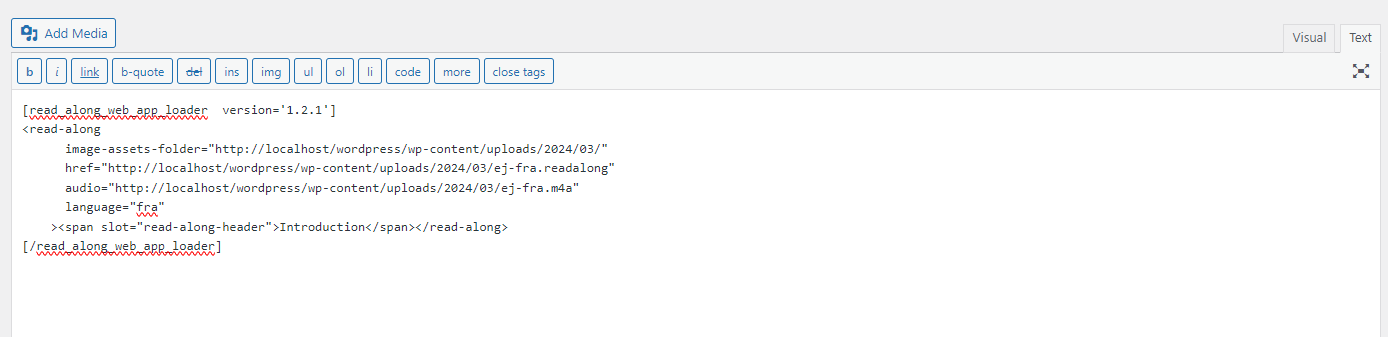 Add Media
Visual Text
b i link b-quote del ins img ul ol li code more close tags
[read_along_web_app_loader  version='1.2.1']
<read-along
      image-assets-folder="http://localhost/wordpress/wp-content/uploads/2024/03/"
      href="http://localhost/wordpress/wp-content/uploads/2024/03/ej-fra.readalong"
      audio="http://localhost/wordpress/wp-content/uploads/2024/03/ej-fra.m4a"
      language="fra"
    ><span slot="read-along-header">Introduction</span></read-along>
[/read_along_web_app_loader]